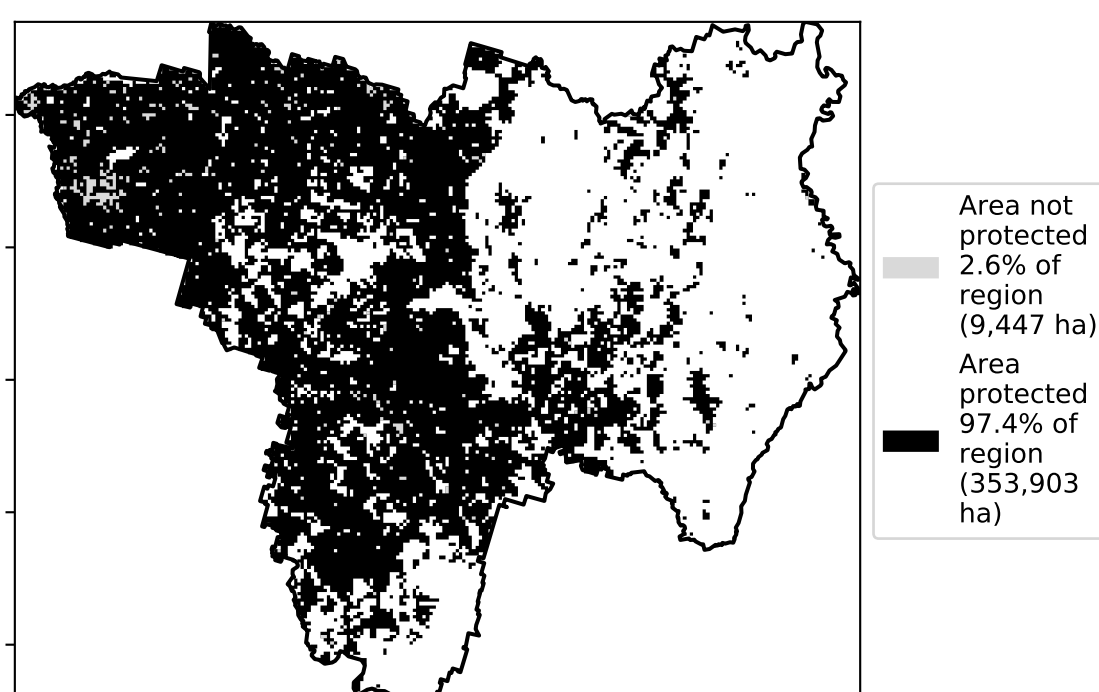 Area not
protected
2.6% of
region
(9,447 ha)
Area
protected
97.4% of
region
(353,903
ha)